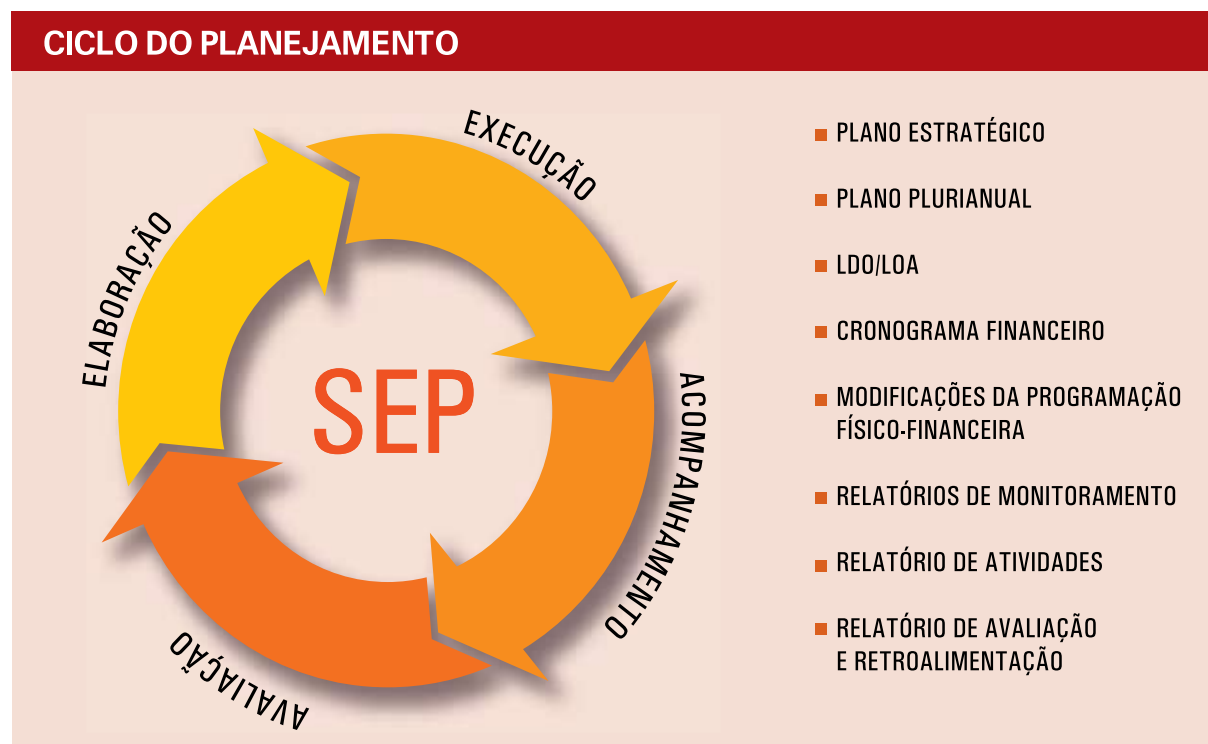 CICLO DO PLANEJAMENTO
ELABORAÇÃO
EXECUÇÃO
ACOMPANHAMENTO
AVALIAÇÃO
SEP
PLANO ESTRATÉGICO
PLANO PLURIANUAL
LDO/LOA
CRONOGRAMA FINANCEIRO
MODIFICAÇÕES DA PROGRAMAÇÃO
FÍSICO-FINANCEIRA
RELATÓRIOS DE MONITORAMENTO
RELATÓRIO DE ATIVIDADES
RELATÓRIO DE AVALIAÇÃO
E RETROALIMENTAÇÃO